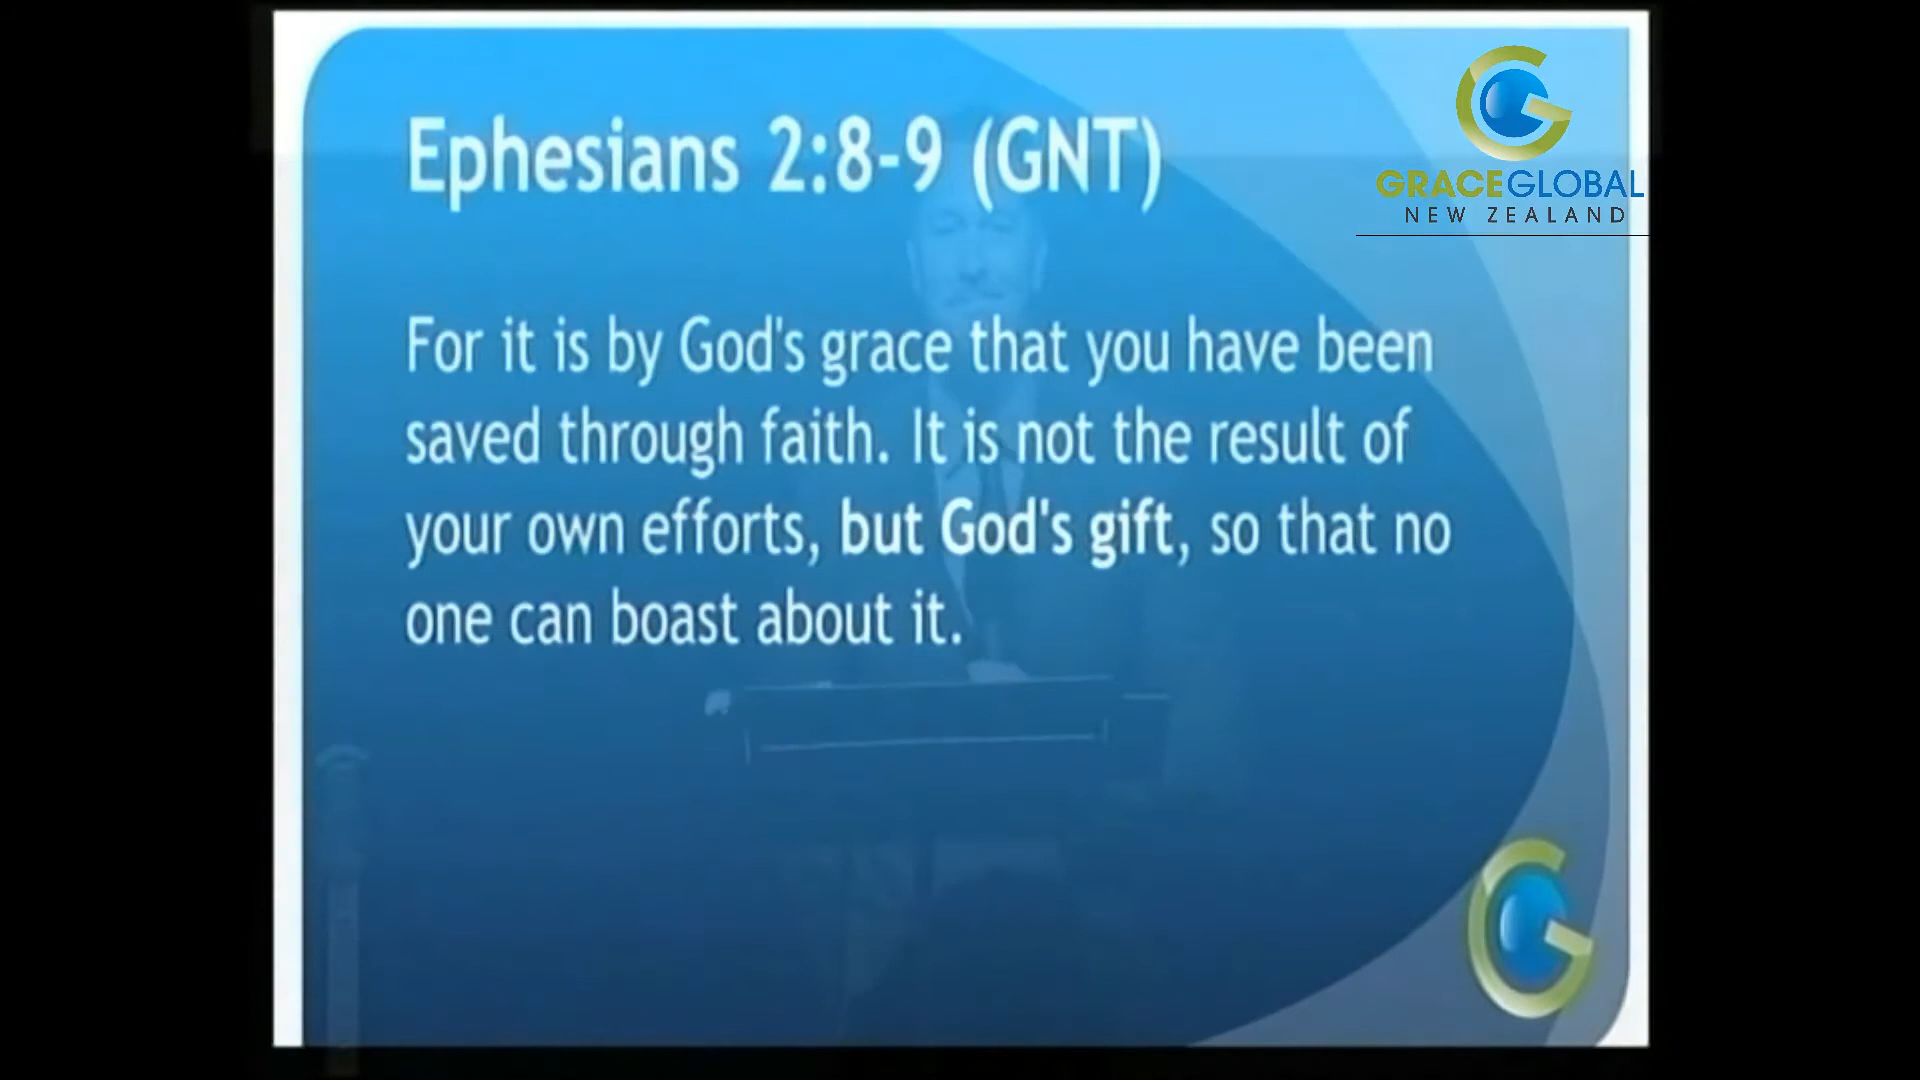 Ephesians 2:8-9 (GNT)
GRACEGLOBAL
NEW ZEALAND
For it is by God's grace that you have been
saved through faith. It is not the result of
your own efforts, but God's gift, so that no
one can boast about it.